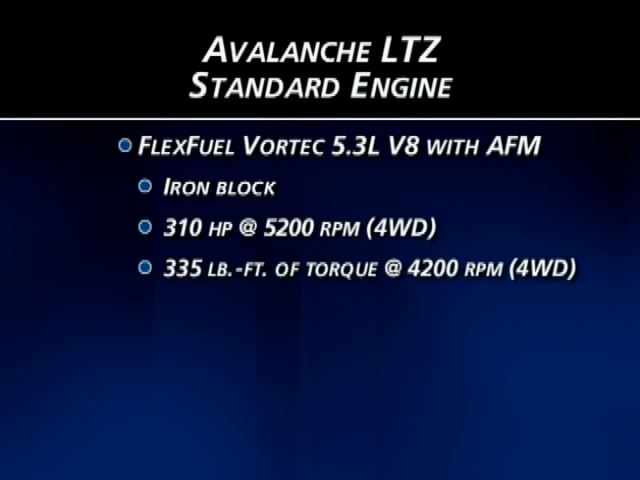 AVALANCHE LTZ
STANDARD ENGINE
FLEXFUEL VORTEC 5.3L V8 WITH AFM
IRON BLOCK
310 HP @ 5200 RPM (4WD)
335 LB.-FT. OF TORQUE @ 4200 RPM (4WD)